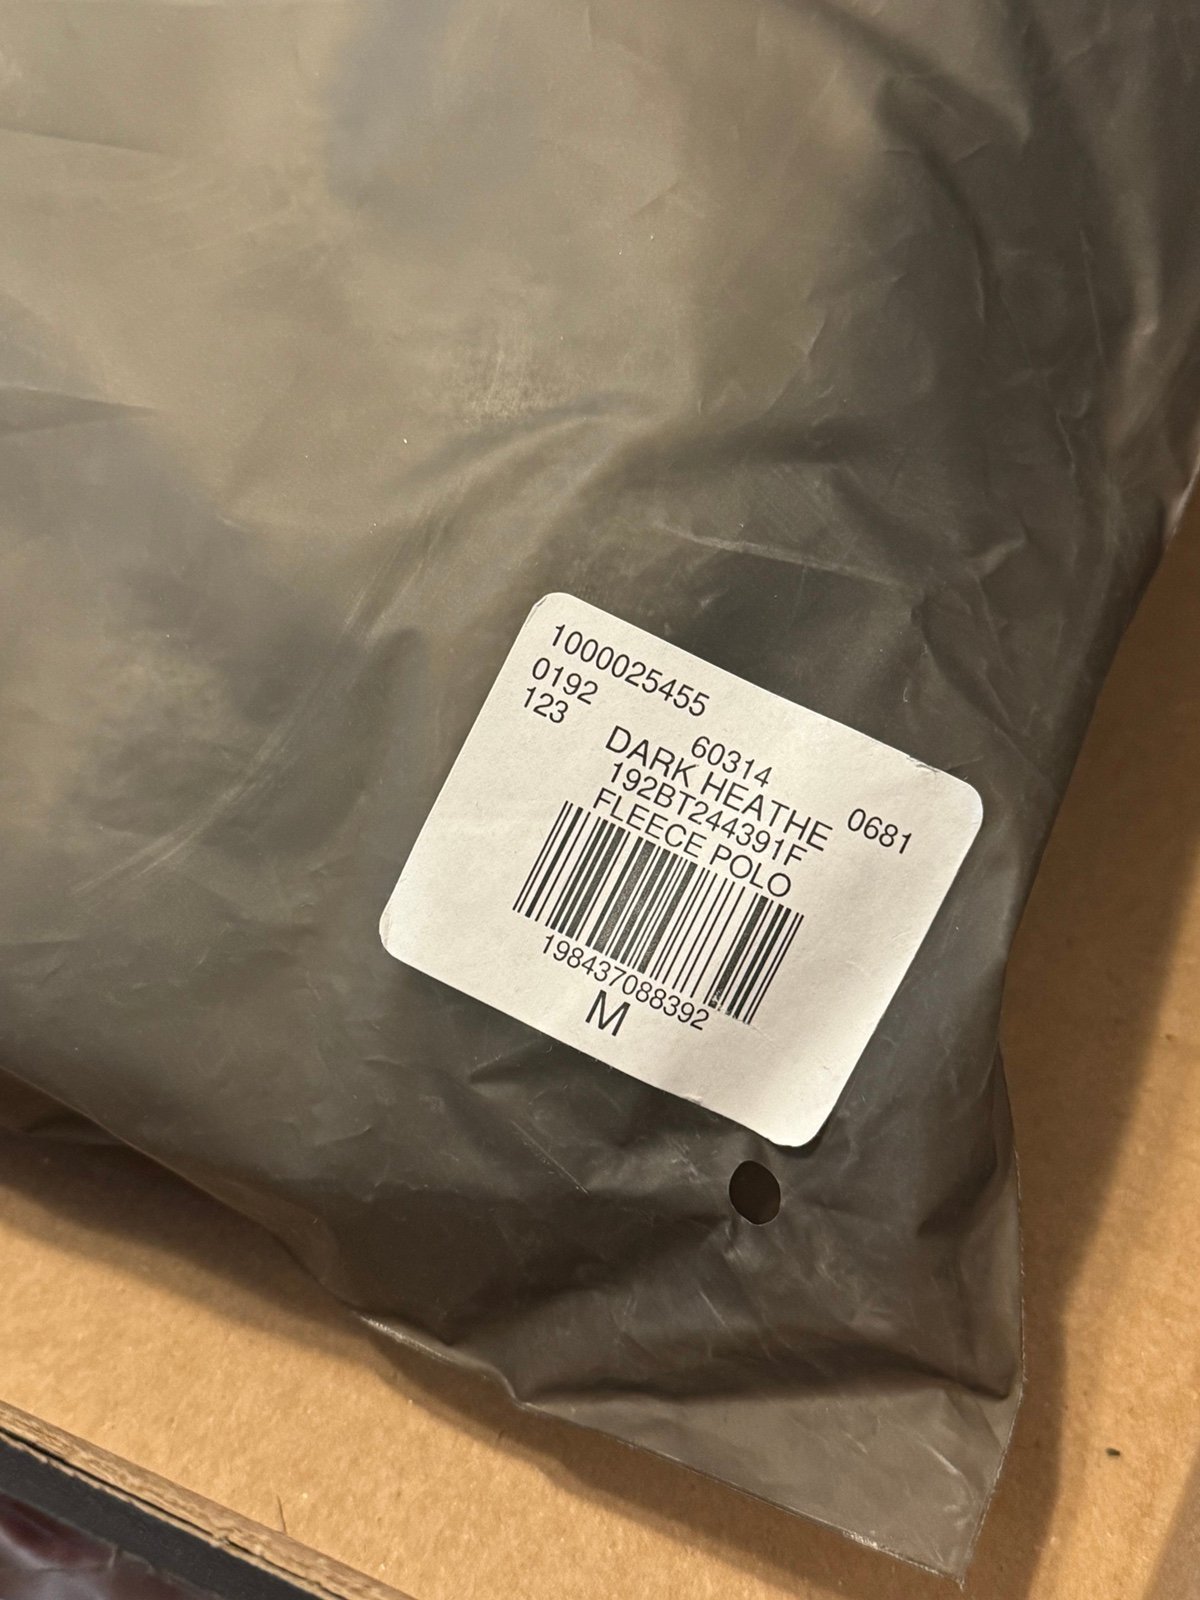 1000025455
0192
123
60314
DARK HEATHE 0681
192BT244391F
FLEECE POLO
198437088392
M